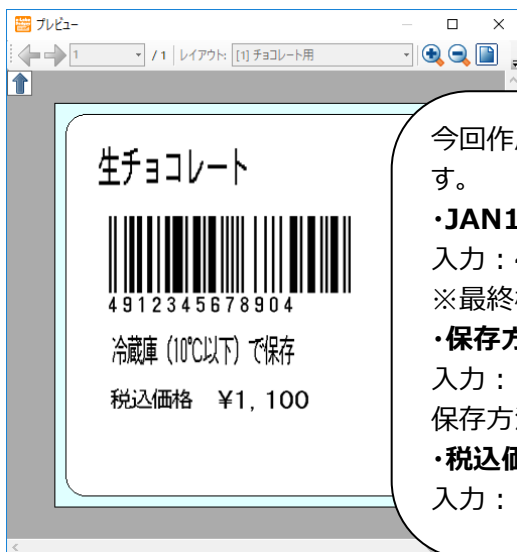 プレビュー
1 / 1 レイアウト: [1] チョコレート用
生チョコレート
4912345678904
冷蔵庫（10℃以下）で保存
税込価格 ¥1,100
今回作
す。
・JAN1
入力：
※最終
・保存方
入力：
保存方
・税込価
入力：